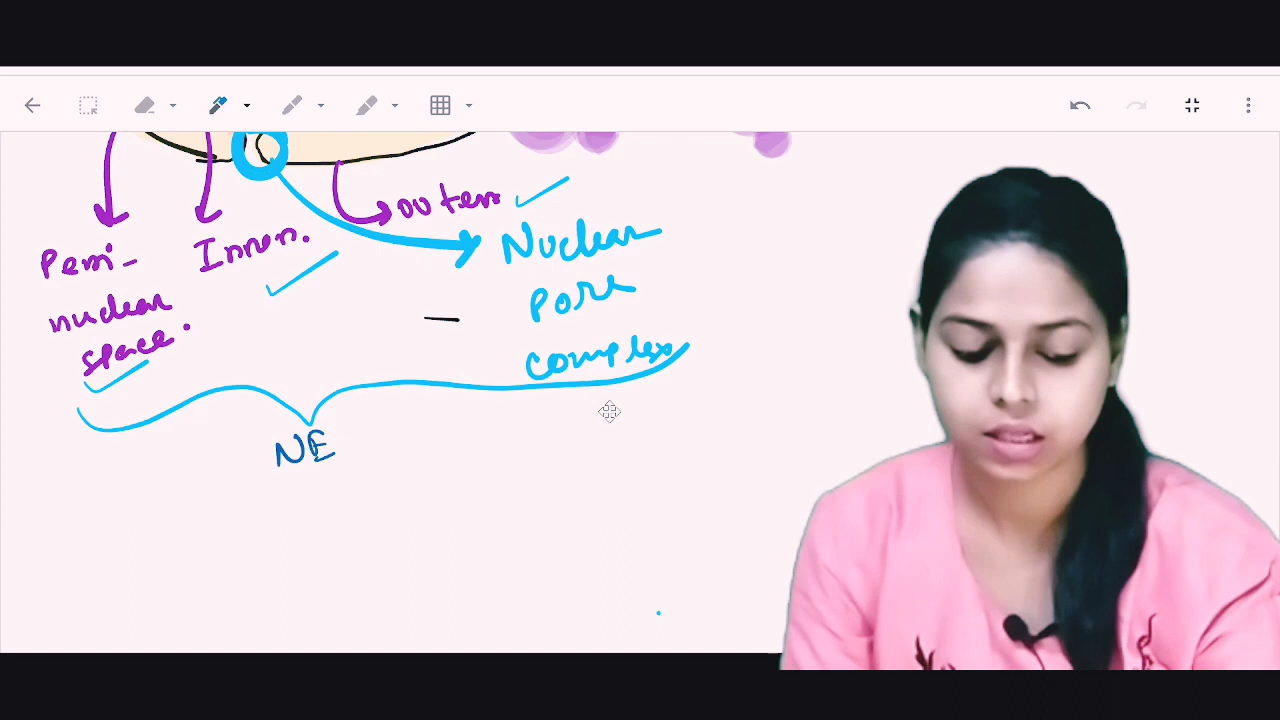 outer
Inner.
Peri-
nuclear
space.
Nuclear
Pore
complex
NE